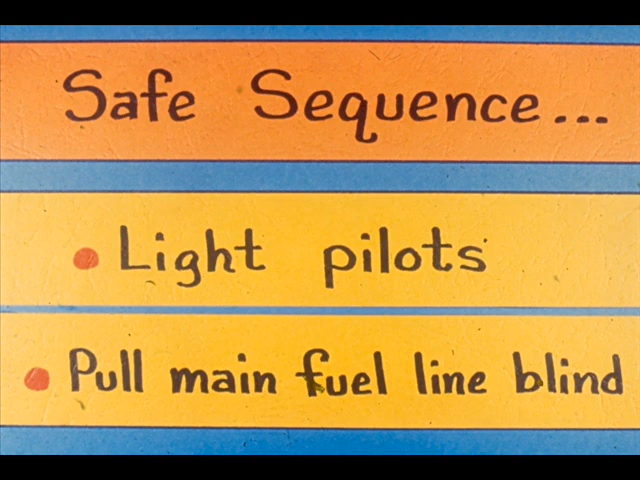 Safe Sequence...
• Light pilots
• Pull main fuel line blind